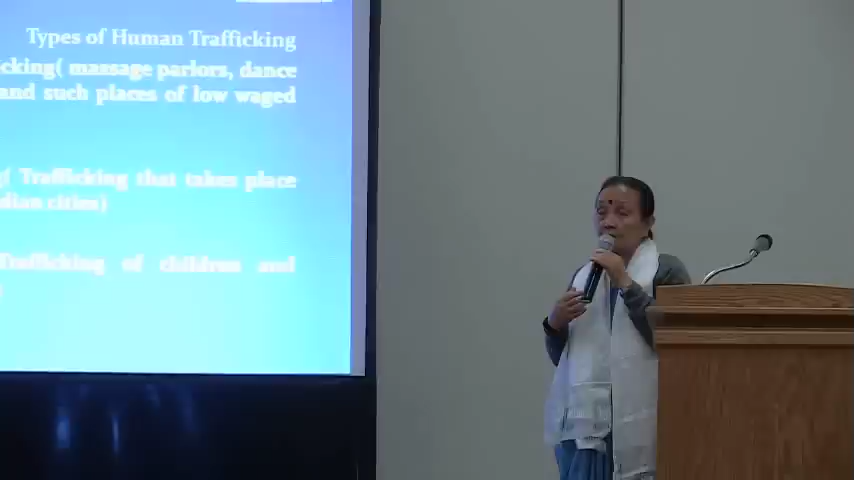 Types of Human Trafficking
cking( massage parlors, dance
and such places of low waged
( Trafficking that takes place
dian cities)
Trafficking of children and